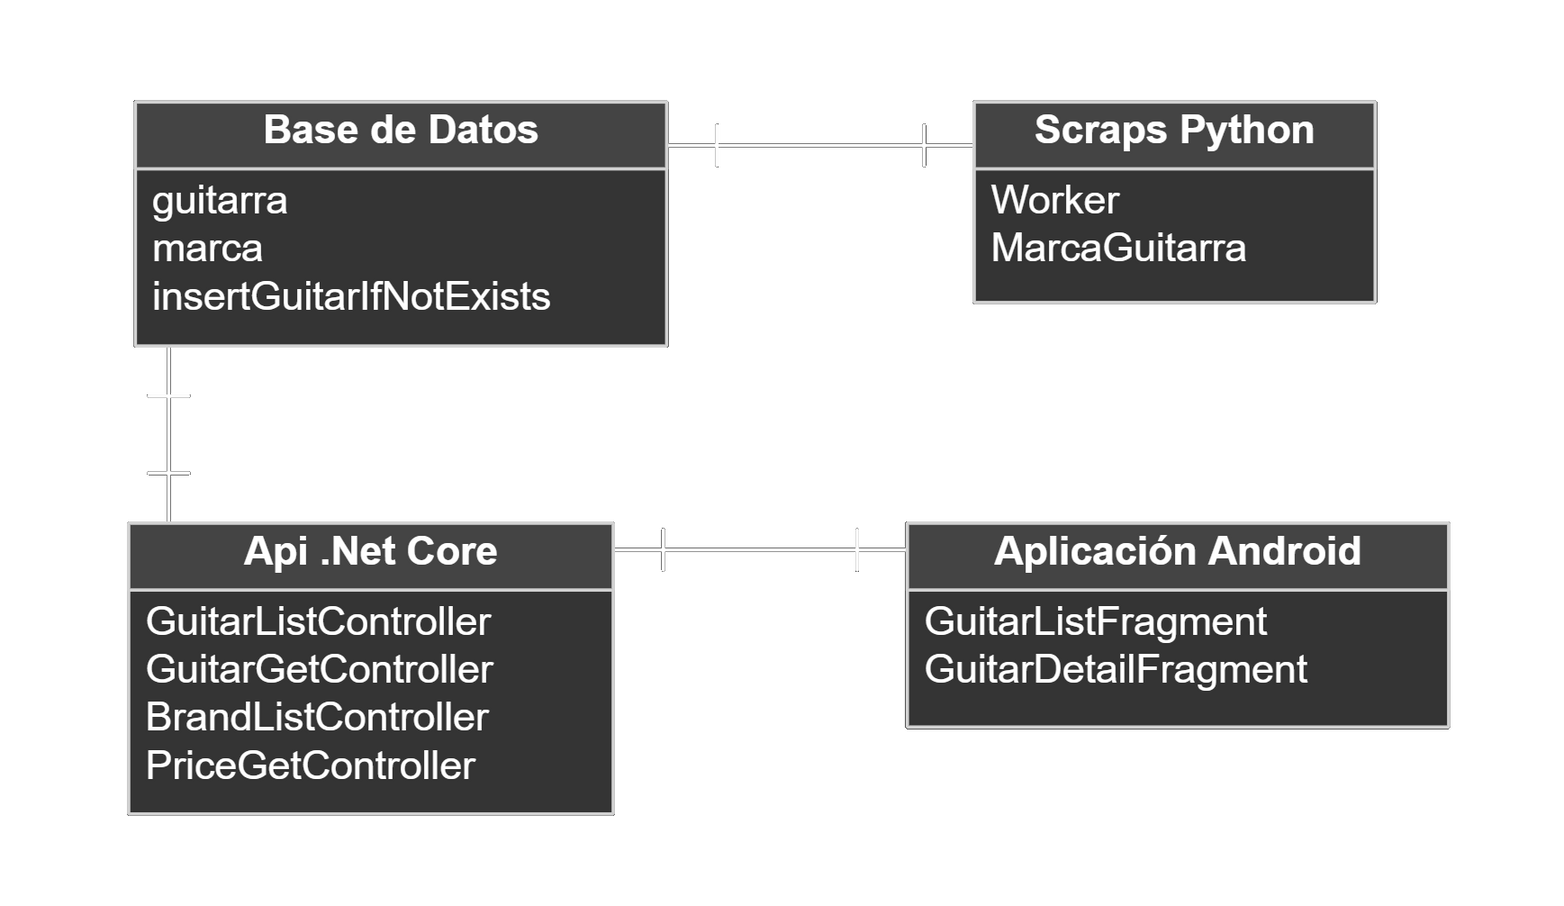 Base de Datos
guitarra
marca
insertGuitarIfNotExists
Scraps Python
Worker
MarcaGuitarra
Api .Net Core
GuitarListController
GuitarGetController
BrandListController
PriceGetController
Aplicación Android
GuitarListFragment
GuitarDetailFragment